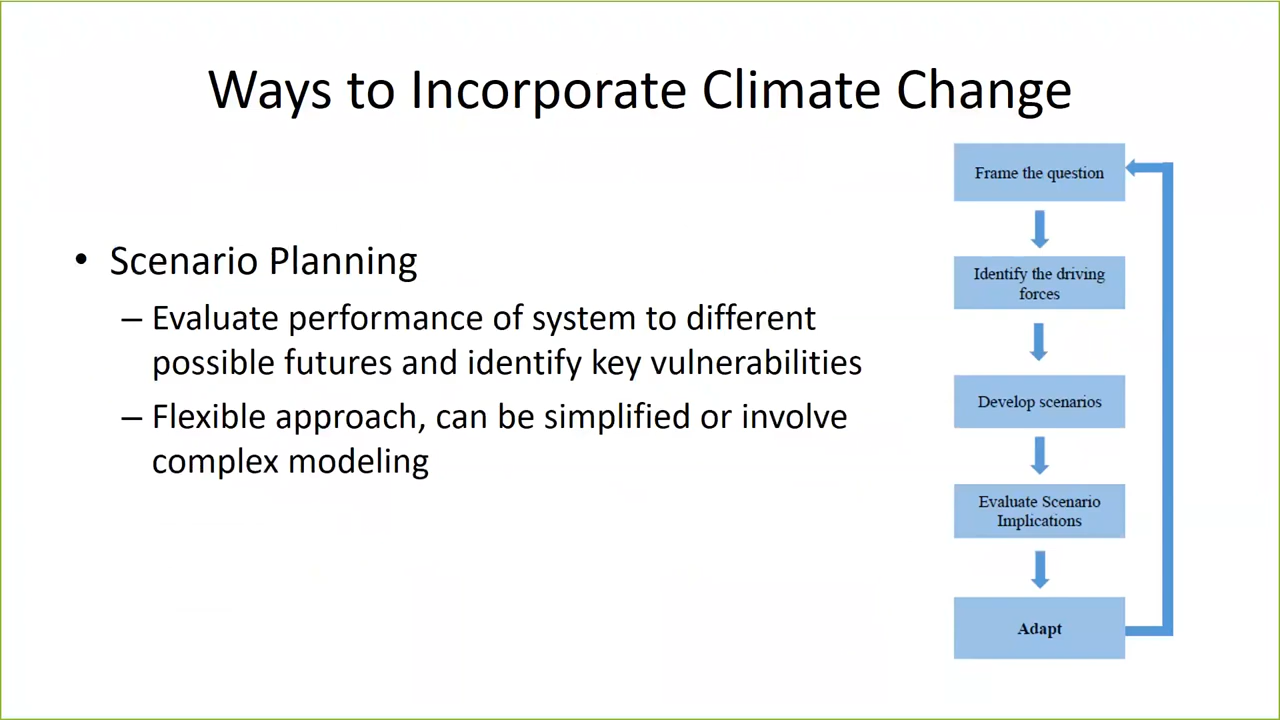 Ways to Incorporate Climate Change
• Scenario Planning
– Evaluate performance of system to different
possible futures and identify key vulnerabilities
– Flexible approach, can be simplified or involve
complex modeling
Frame the question
Identify the driving
forces
Develop scenarios
Evaluate Scenario
Implications
Adapt